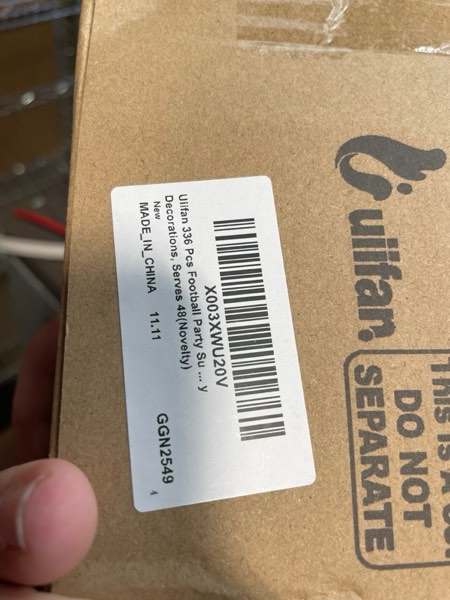 X003XWU20V
Ulifan 336 Pcs Football Party Su ... y
Decorations, Serves 48(Novelty)
New
MADE_IN_CHINA 11.11 GGN2549
4
ulifan.
THIS IS A
DO NOT
SEPARATE